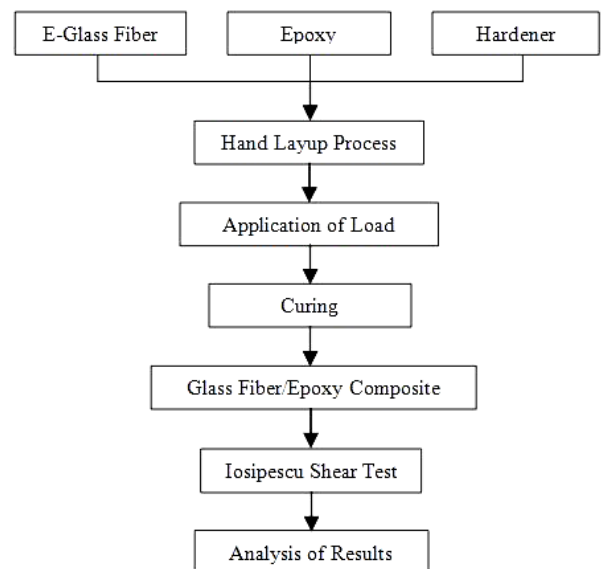 E-Glass Fiber
Epoxy
Hardener
Hand Layup Process
Application of Load
Curing
Glass Fiber/Epoxy Composite
Iosipescu Shear Test
Analysis of Results